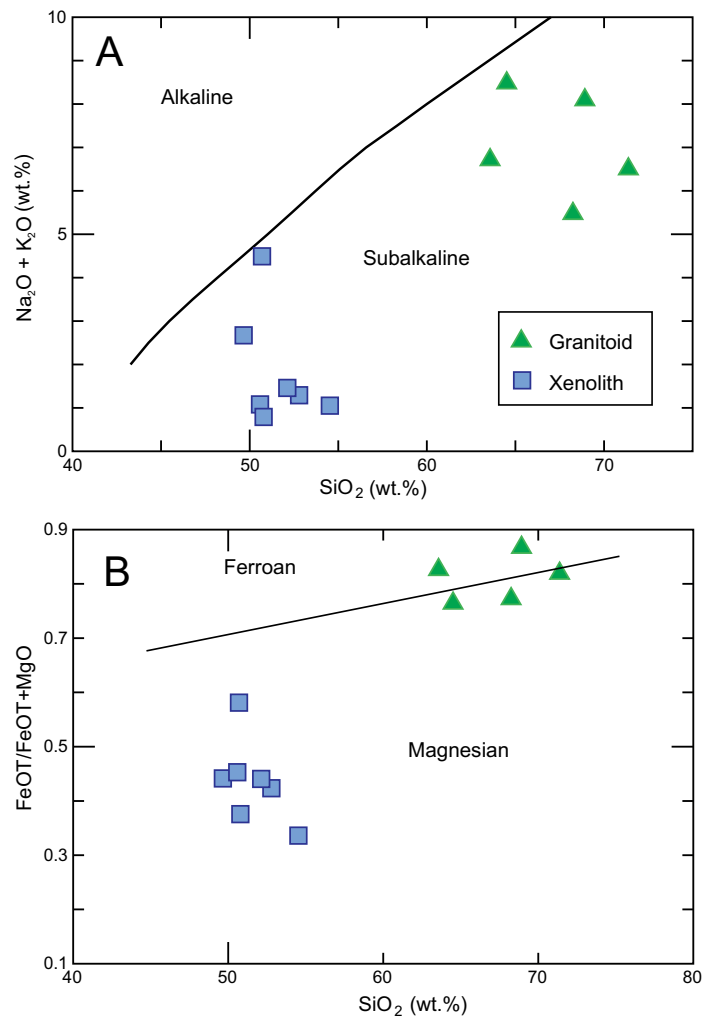 A
Alkaline
Subalkaline
Granitoid
Xenolith
Na₂O + K₂O (wt.%)
10
5
0
40
50
60
70
SiO₂ (wt.%)
B
Ferroan
Magnesian
FeOT/FeOT+MgO
0.9
0.7
0.5
0.3
0.1
40
50
60
70
80
SiO₂ (wt.%)